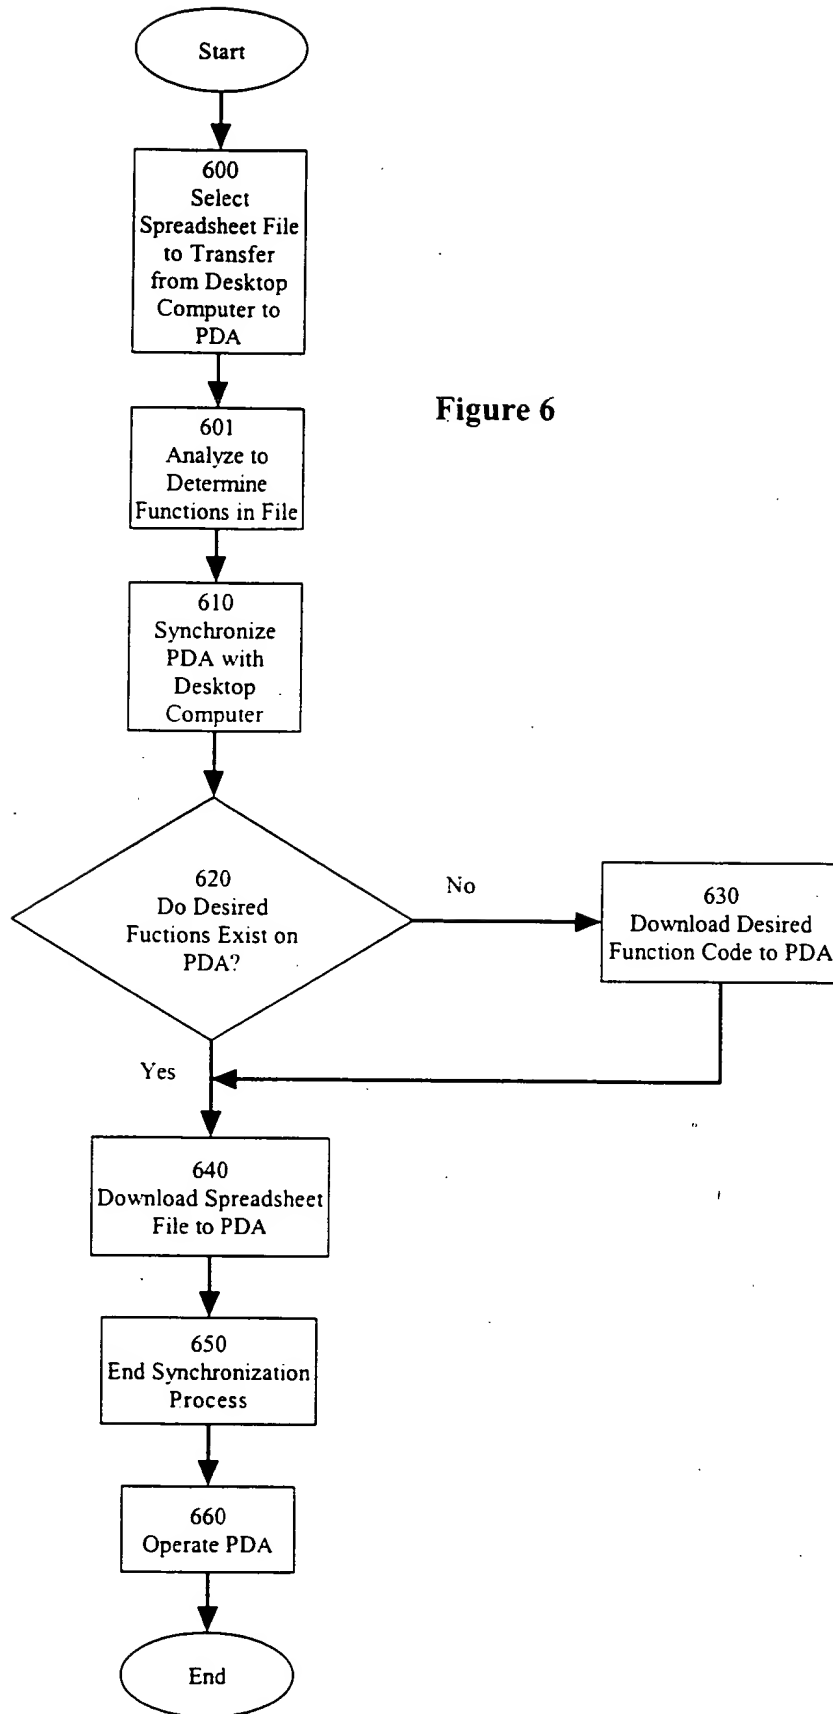 Start
600
Select
Spreadsheet File
to Transfer
from Desktop
Computer to
PDA
Figure 6
601
Analyze to
Determine
Functions in File
610
Synchronize
PDA with
Desktop
Computer
620
Do Desired
Fuctions Exist on
PDA?
No
630
Download Desired
Function Code to PDA
Yes
640
Download Spreadsheet
File to PDA
650
End Synchronization
Process
660
Operate PDA
End